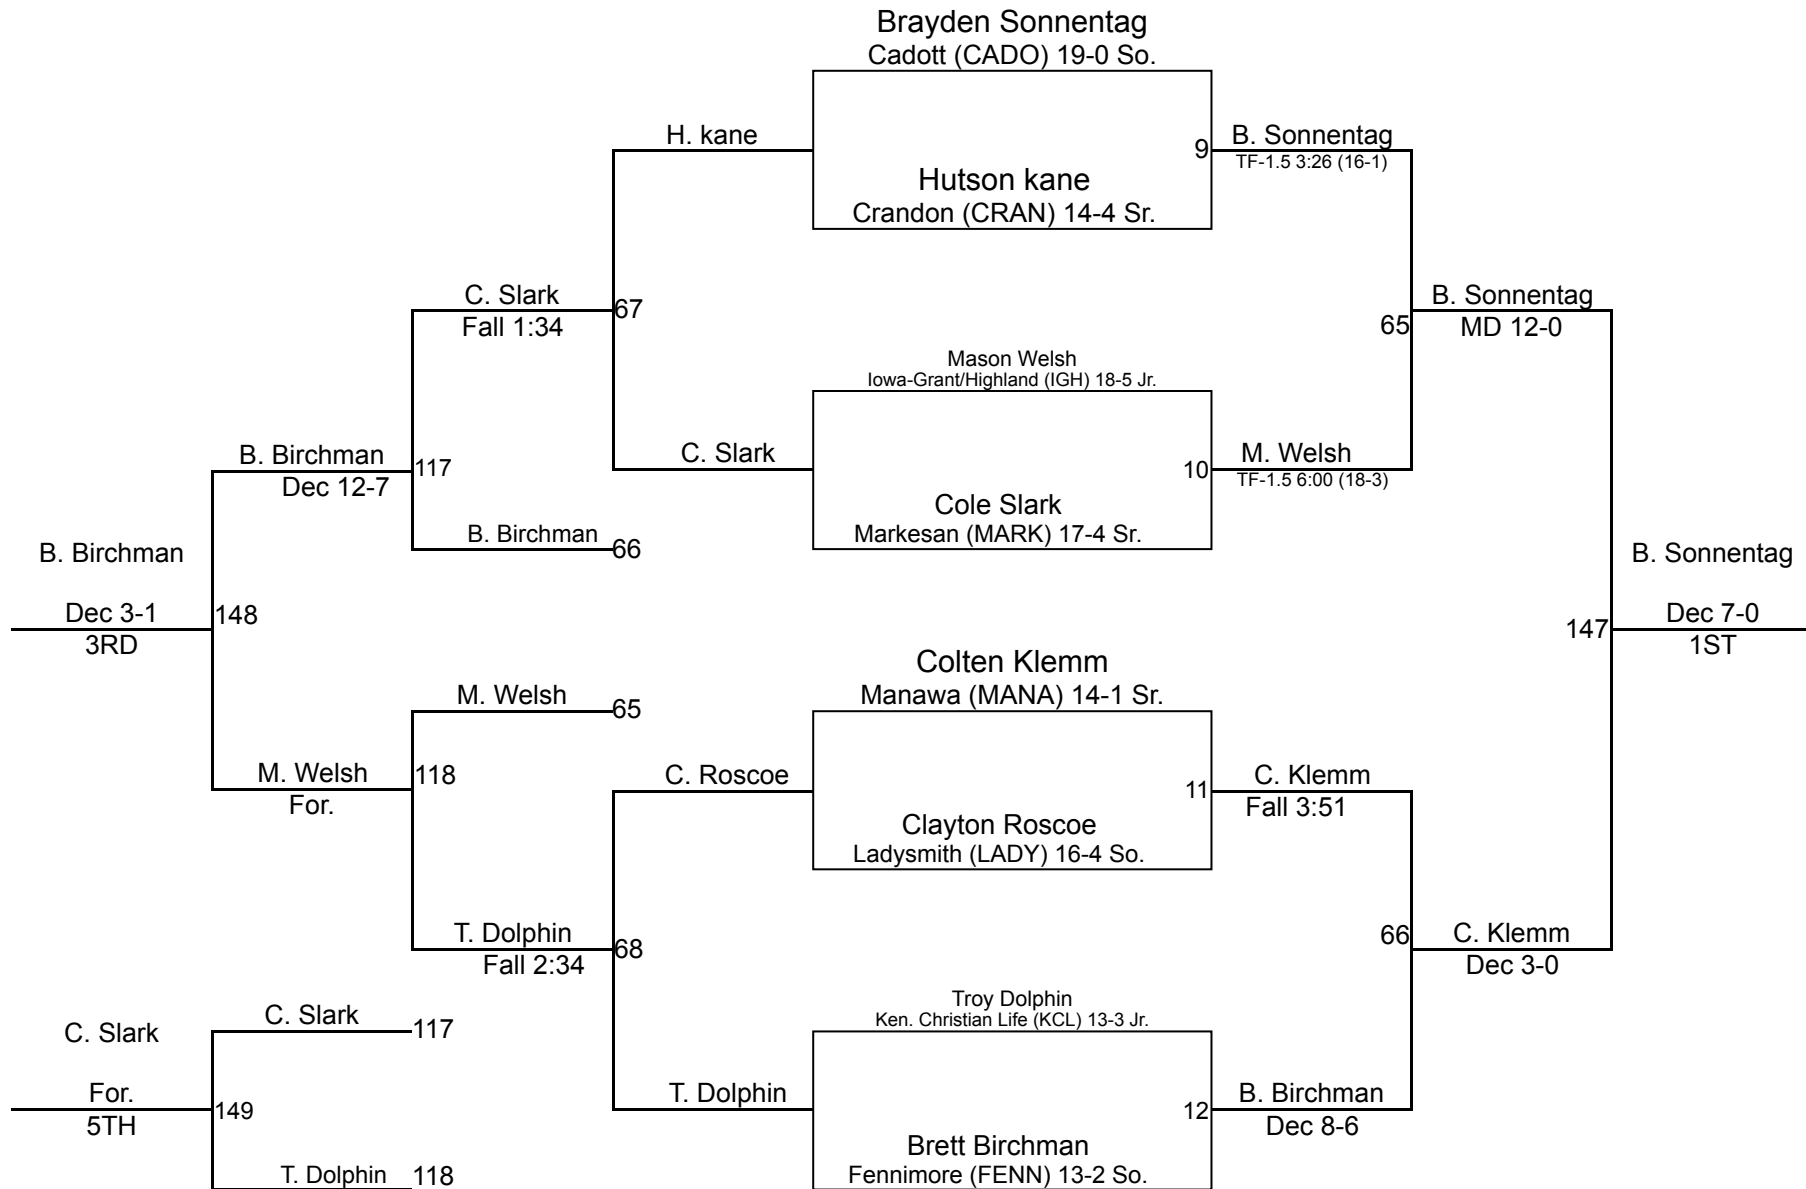 Brayden Sonnentag
Cadott (CADO) 19-0 So.
H. kane
9
B. Sonnentag
TF-1.5 3:26 (16-1)
Hutson kane
Crandon (CRAN) 14-4 Sr.
C. Slark
Fall 1:34
67
65
B. Sonnentag
MD 12-0
Mason Welsh
Iowa-Grant/Highland (IGH) 18-5 Jr.
B. Birchman
Dec 12-7
117
C. Slark
10
M. Welsh
TF-1.5 6:00 (18-3)
Cole Slark
Markesan (MARK) 17-4 Sr.
B. Birchman
66
B. Birchman
Dec 3-1
3RD
148
147
B. Sonnentag
Dec 7-0
1ST
Colten Klemm
Manawa (MANA) 14-1 Sr.
M. Welsh
65
M. Welsh
For.
118
C. Roscoe
11
C. Klemm
Fall 3:51
Clayton Roscoe
Ladysmith (LADY) 16-4 So.
T. Dolphin
Fall 2:34
68
66
C. Klemm
Dec 3-0
Troy Dolphin
Ken. Christian Life (KCL) 13-3 Jr.
C. Slark
117
C. Slark
For.
5TH
149
T. Dolphin
12
B. Birchman
Dec 8-6
Brett Birchman
Fennimore (FENN) 13-2 So.
T. Dolphin
118